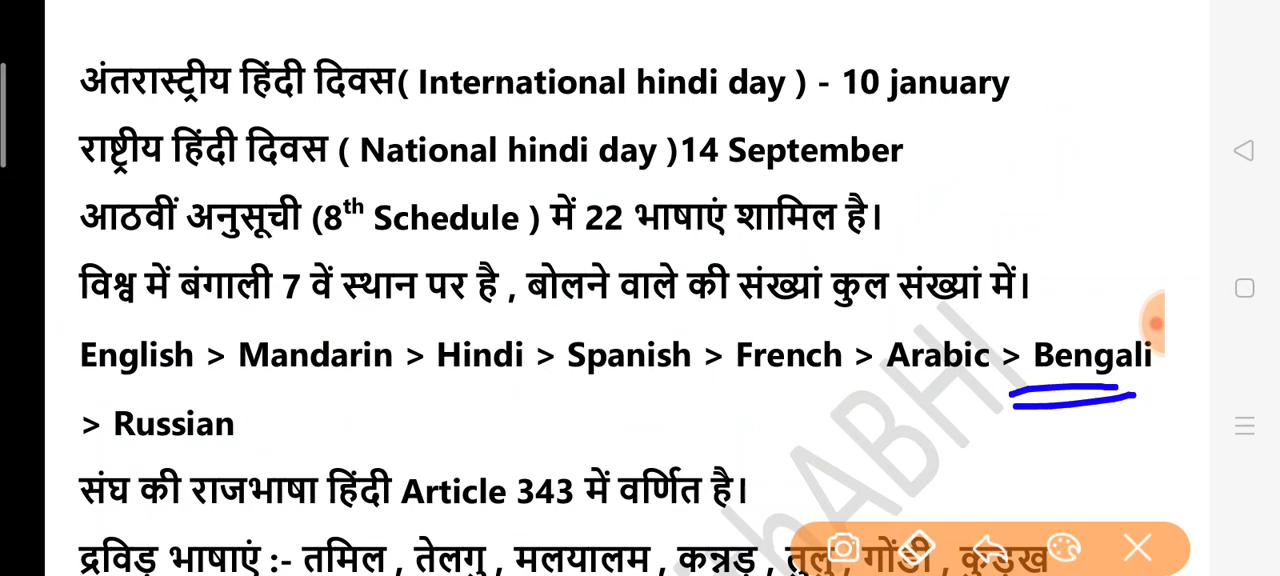 अंतरास्ट्रीय हिंदी दिवस( International hindi day ) - 10 january
राष्ट्रीय हिंदी दिवस ( National hindi day )14 September
आठवीं अनुसूची (8th Schedule ) में 22 भाषाएं शामिल है।
विश्व में बंगाली 7 वें स्थान पर है , बोलने वाले की संख्यां कुल संख्यां में।
English > Mandarin > Hindi > Spanish > French > Arabic > Bengali
> Russian
संघ की राजभाषा हिंदी Article 343 में वर्णित है।
द्रविड़ भाषाएं :- तमिल , तेलगु , मलयालम , कन्नड़ , तुलु , गोंडी , कुड़ुख